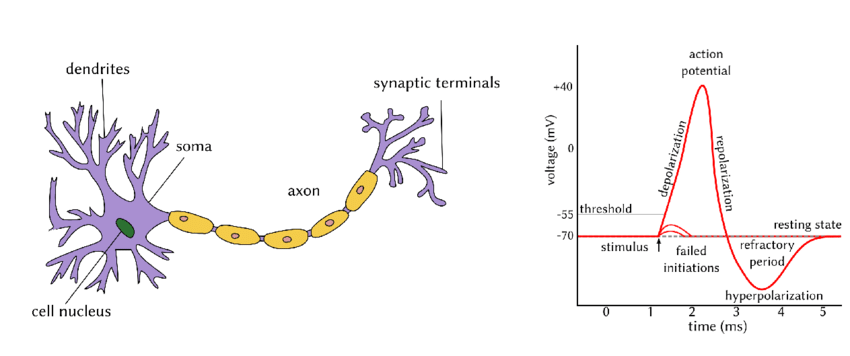 dendrites
synaptic terminals
soma
axon
cell nucleus
action
potential
+40
0
-55
-70
voltage (mV)
depolarization
repolarization
threshold
resting state
stimulus
failed
initiations
refractory
period
hyperpolarization
0 1 2 3 4 5
time (ms)